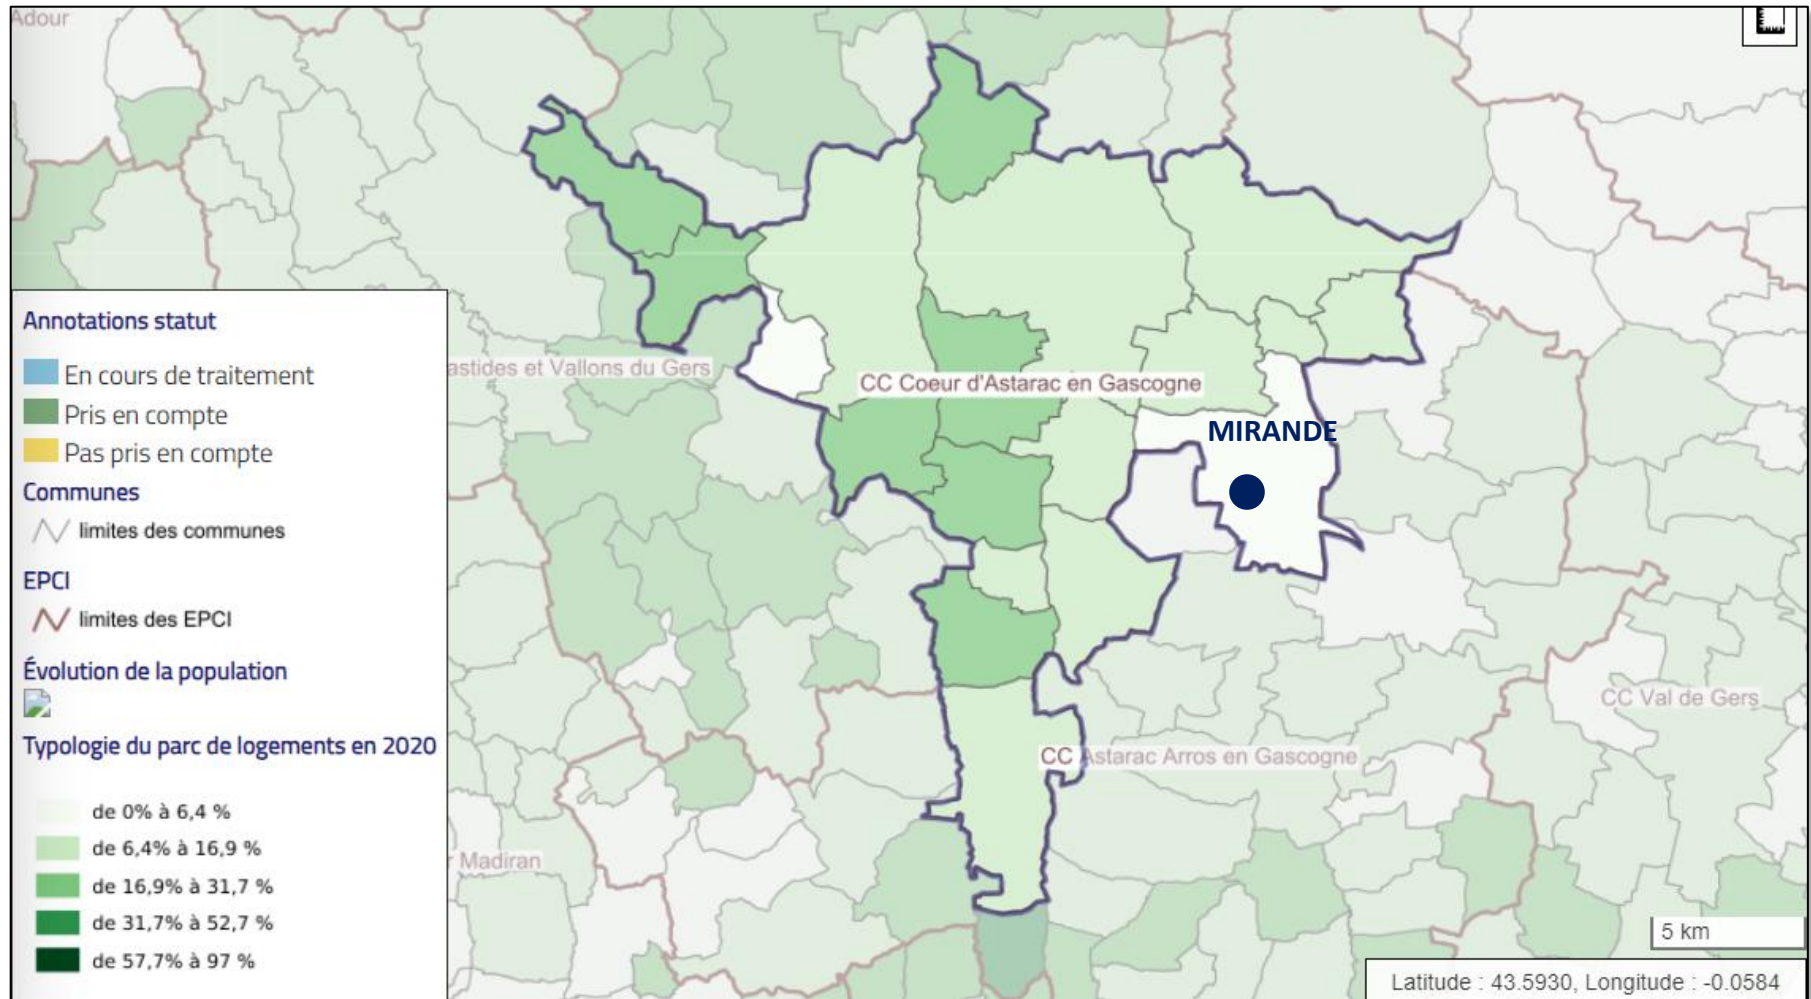 Adour
Annotations statut
En cours de traitement
Pris en compte
Pas pris en compte
Communes
limites des communes
EPCI
limites des EPCI
Évolution de la population
Typologie du parc de logements en 2020
de 0% à 6,4 %
de 6,4% à 16,9 %
de 16,9% à 31,7 %
de 31,7% à 52,7 %
de 57,7% à 97 %
astides et Vallons du Gers
CC Coeur d'Astarac en Gascogne
MIRANDE
CC Val de Gers
CC Astarac Arros en Gascogne
r Madiran
5 km
Latitude : 43.5930, Longitude : -0.0584